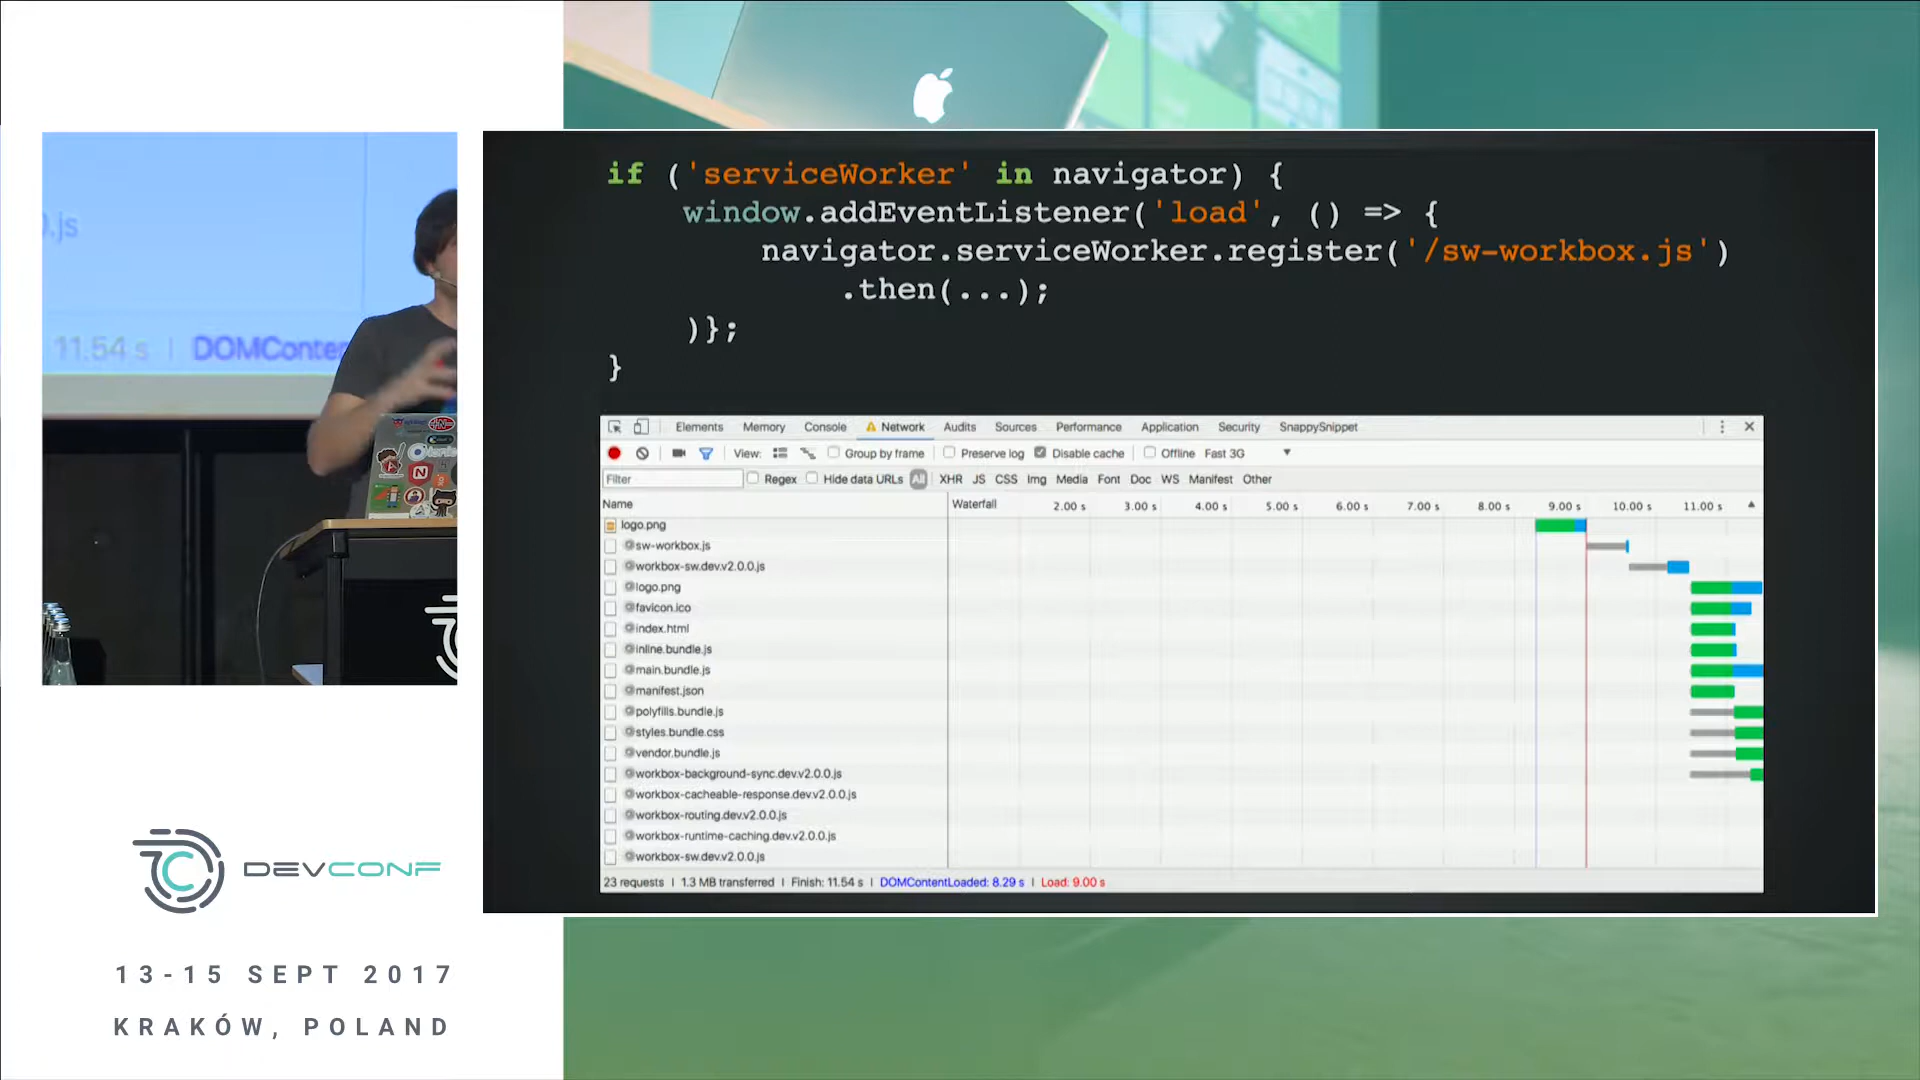 if ('serviceWorker' in navigator) {
window.addEventListener('load', () => {
navigator.serviceWorker.register('/sw-workbox.js')
.then(...);
)};
}
Elements Memory Console Network Audits Sources Performance Application Security SnappySnippet
View: Group by frame Preserve log Disable cache Offline Fast 3G
Filter Regex Hide data URLs All XHR JS CSS Img Media Font Doc WS Manifest Other
Name Waterfall 2.00 s 3.00 s 4.00 s 5.00 s 6.00 s 7.00 s 8.00 s 9.00 s 10.00 s 11.00 s
logo.png
sw-workbox.js
workbox-sw.dev.v2.0.0.js
logo.png
favicon.ico
index.html
inline.bundle.js
main.bundle.js
manifest.json
polyfills.bundle.js
styles.bundle.css
vendor.bundle.js
workbox-background-sync.dev.v2.0.0.js
workbox-cacheable-response.dev.v2.0.0.js
workbox-routing.dev.v2.0.0.js
workbox-runtime-caching.dev.v2.0.0.js
workbox-sw.dev.v2.0.0.js
23 requests | 1.3 MB transferred | Finish: 11.54 s | DOMContentLoaded: 8.29 s | Load: 9.00 s
.js
11.54 s | DOMConten
DEVCONF
13-15 SEPT 2017
KRAKÓW, POLAND